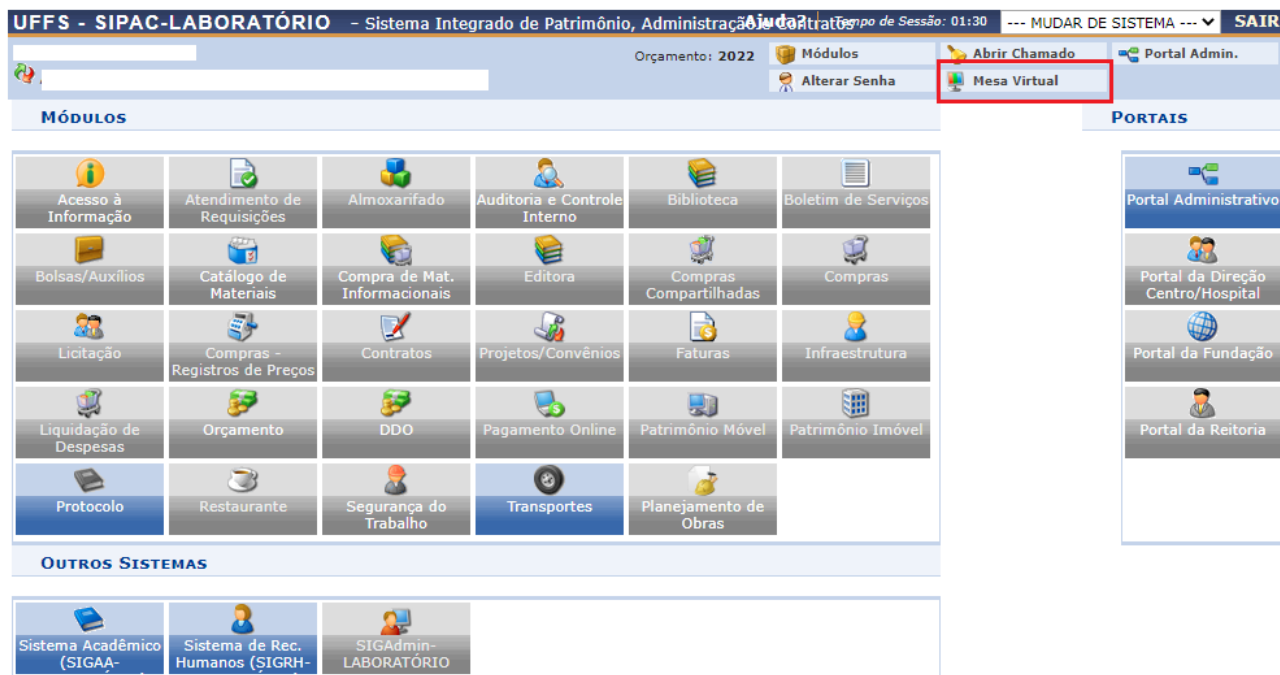 UFFS - SIPAC-LABORATÓRIO - Sistema Integrado de Patrimônio, Administração e Contratos
Ajuda? Tempo de Sessão: 01:30 --- MUDAR DE SISTEMA --- SAIR
Orçamento: 2022 Módulos Abrir Chamado Portal Admin.
Alterar Senha Mesa Virtual
MÓDULOS
PORTAIS
Acesso à Informação
Atendimento de Requisições
Almoxarifado
Auditoria e Controle Interno
Biblioteca
Boletim de Serviços
Portal Administrativo
Bolsas/Auxílios
Catálogo de Materiais
Compra de Mat. Informacionais
Editora
Compras Compartilhadas
Compras
Portal da Direção Centro/Hospital
Licitação
Compras - Registros de Preços
Contratos
Projetos/Convênios
Faturas
Infraestrutura
Portal da Fundação
Liquidação de Despesas
Orçamento
DDO
Pagamento Online
Patrimônio Móvel
Patrimônio Imóvel
Portal da Reitoria
Protocolo
Restaurante
Segurança do Trabalho
Transportes
Planejamento de Obras
OUTROS SISTEMAS
Sistema Acadêmico (SIGAA-
Sistema de Rec. Humanos (SIGRH-
SIGAdmin-LABORATÓRIO